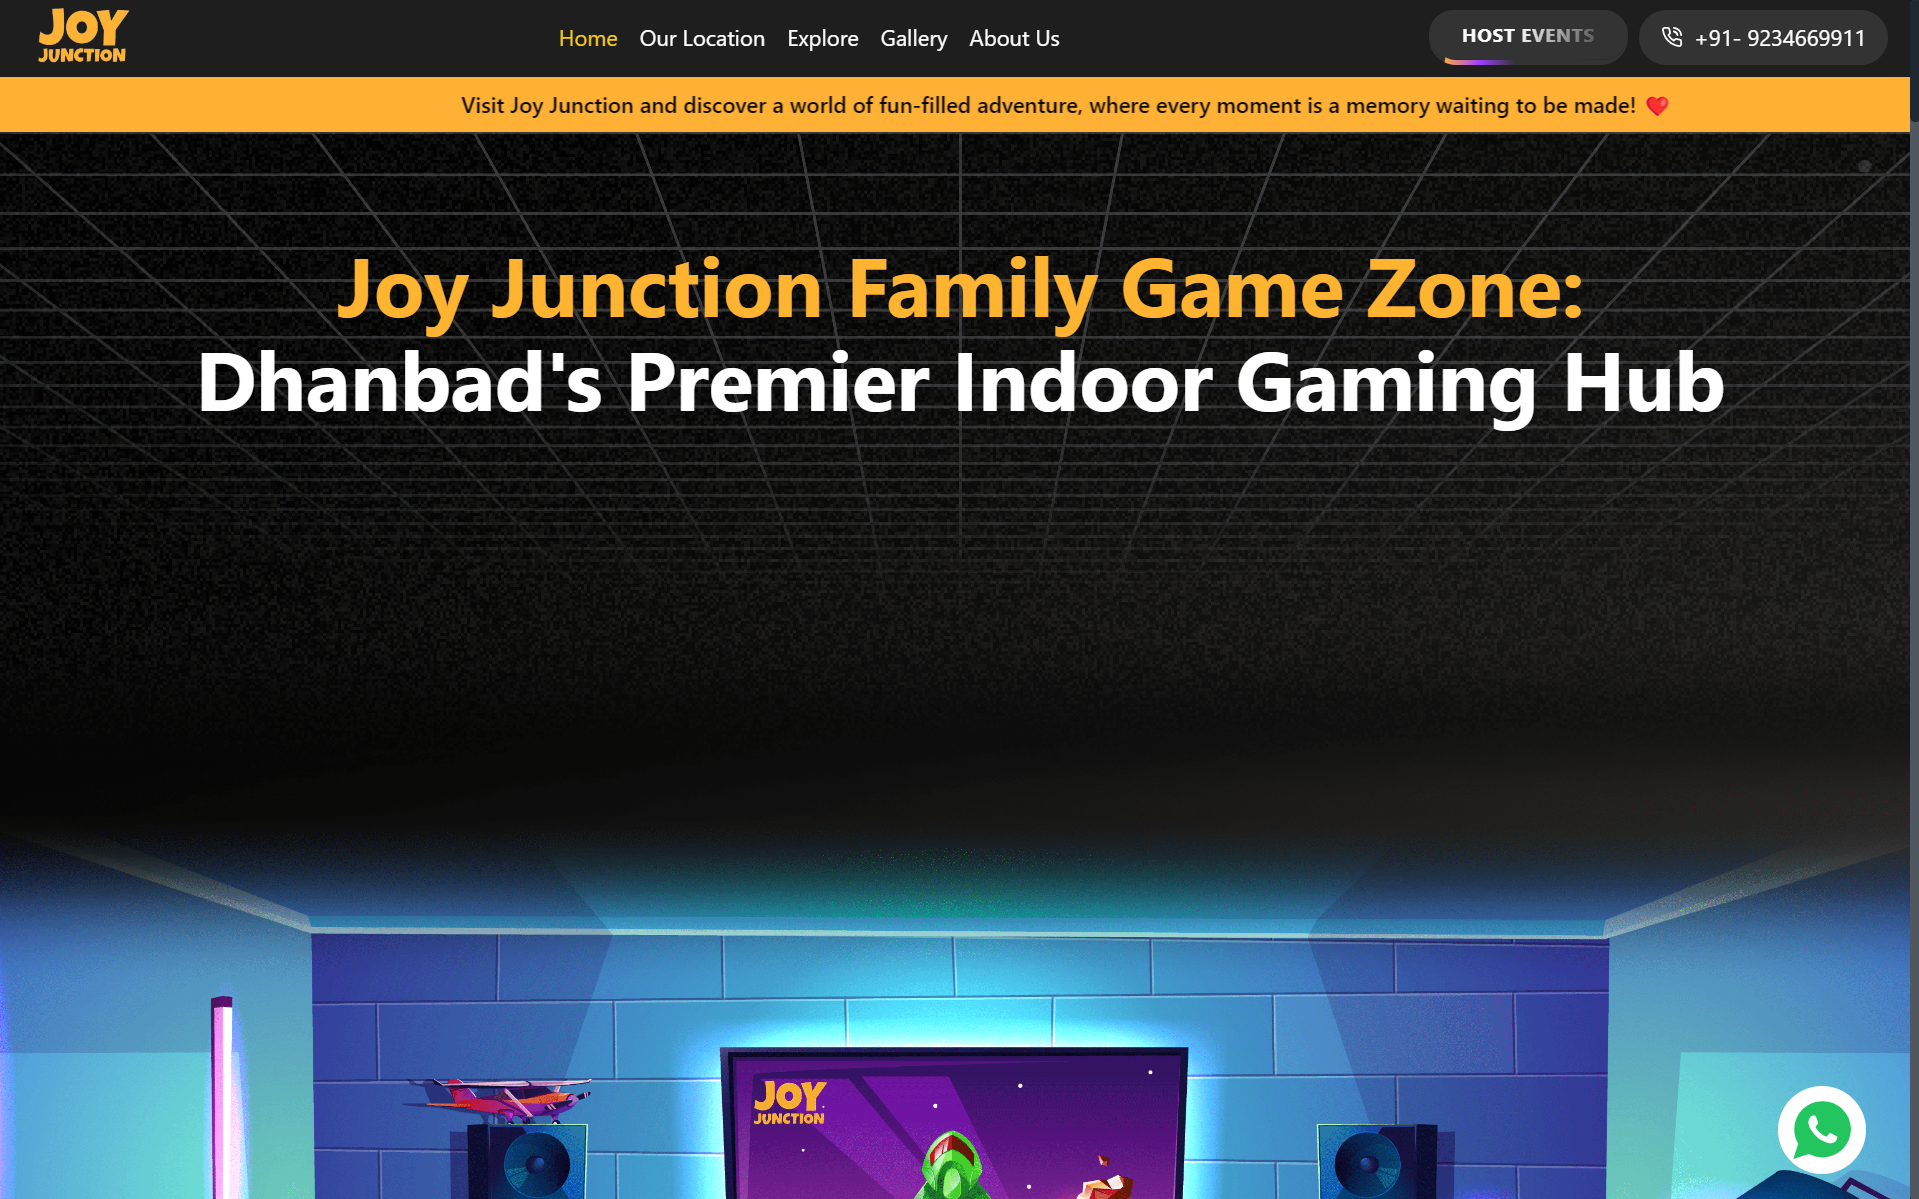 JOY
JUNCTION
Home
Our Location
Explore
Gallery
About Us
HOST EVENTS
+91- 9234669911
Visit Joy Junction and discover a world of fun-filled adventure, where every moment is a memory waiting to be made! ❤️
Joy Junction Family Game Zone:
Dhanbad's Premier Indoor Gaming Hub
JOY
JUNCTION